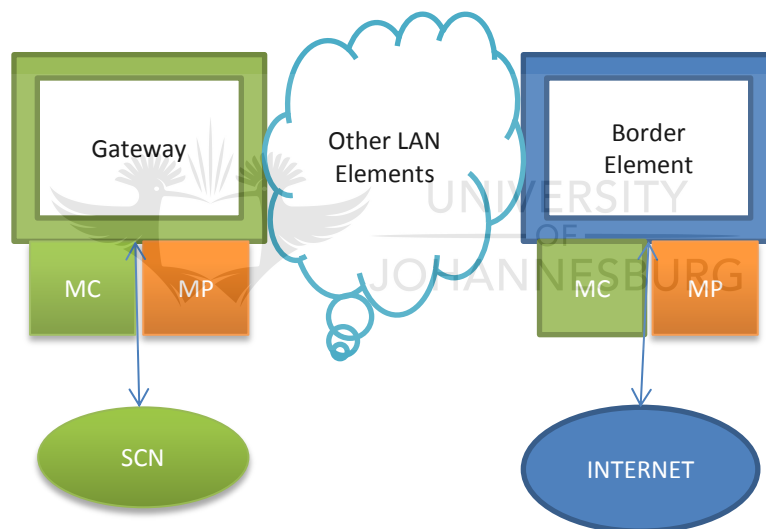 Gateway
Other LAN
Elements
Border
Element
UNIVERSITY
OF
JOHANNESBURG
MC
MP
MC
MP
SCN
INTERNET